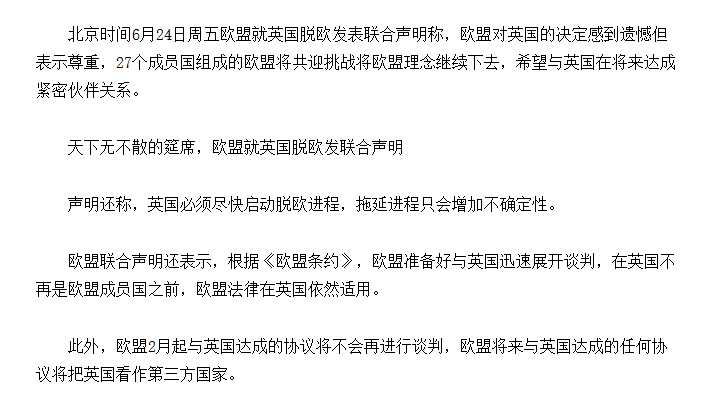 北京时间6月24日周五欧盟就英国脱欧发表联合声明称，欧盟对英国的决定感到遗憾但
表示尊重，27个成员国组成的欧盟将共迎挑战将欧盟理念继续下去，希望与英国在将来达成
紧密伙伴关系。
天下无不散的筵席，欧盟就英国脱欧发联合声明
声明还称，英国必须尽快启动脱欧进程，拖延进程只会增加不确定性。
欧盟联合声明还表示，根据《欧盟条约》，欧盟准备好与英国迅速展开谈判，在英国不
再是欧盟成员国之前，欧盟法律在英国依然适用。
此外，欧盟2月起与英国达成的协议将不会再进行谈判，欧盟将来与英国达成的任何协
议将把英国看作第三方国家。